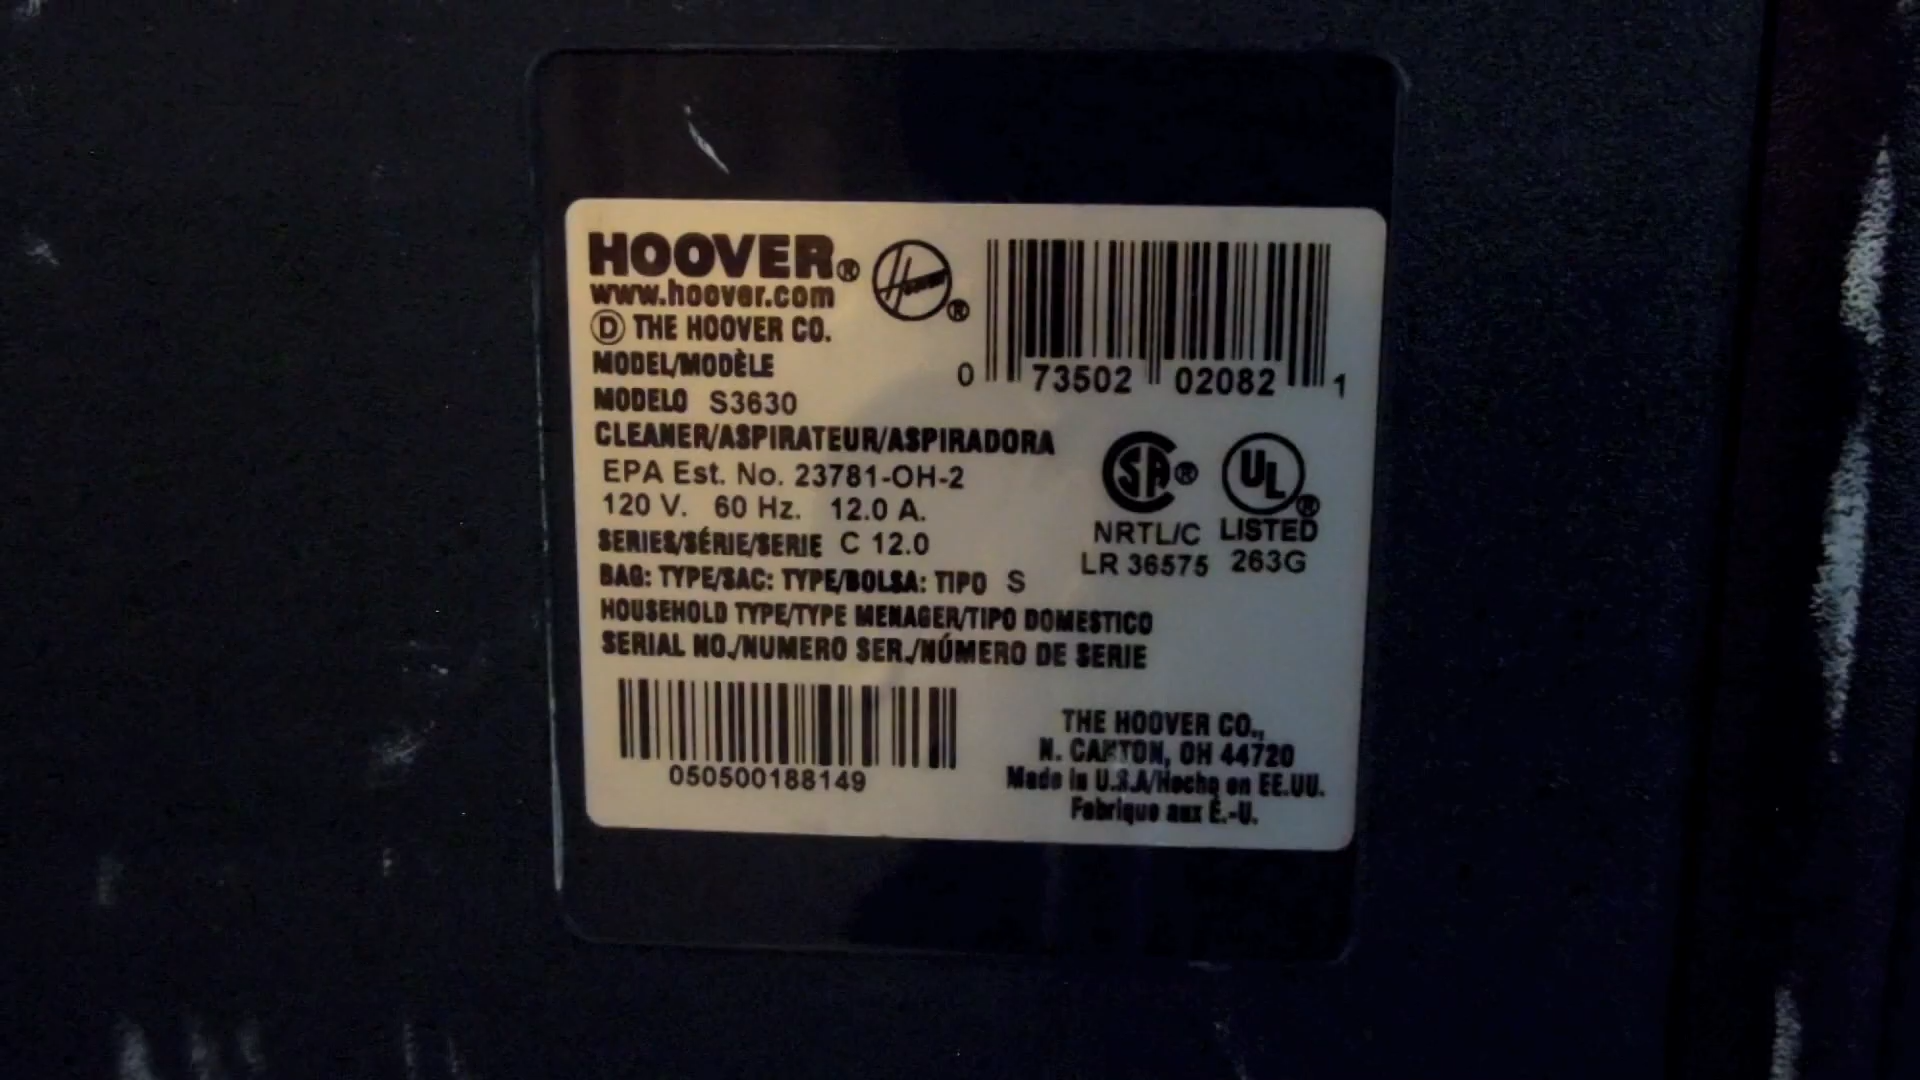 HOOVER®
www.hoover.com
Ⓓ THE HOOVER CO.
Hoover ®
0 73502 02082 1
MODEL/MODÈLE
MODELO S3630
CLEANER/ASPIRATEUR/ASPIRADORA
EPA Est. No. 23781-OH-2
120 V. 60 Hz. 12.0 A.
SERIES/SÉRIE/SERIE C 12.0
BAG: TYPE/SAC: TYPE/BOLSA: TIPO S
HOUSEHOLD TYPE/TYPE MENAGER/TIPO DOMESTICO
SERIAL NO./NUMERO SER./NÚMERO DE SERIE
SA®
NRTL/C
LR 36575
UL®
LISTED
263G
050500188149
THE HOOVER CO.,
N. CANTON, OH 44720
Made in U.S.A/Hecho en EE.UU.
Fabrique aux É.-U.